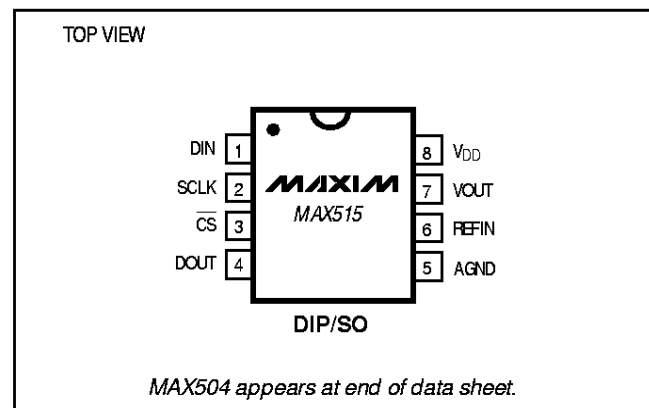 TOP VIEW
DIN 1
8 VDD
SCLK 2
MAXIM
7 VOUT
MAX515
C̅S̅ 3
6 REFIN
DOUT 4
5 AGND
DIP/SO
MAX504 appears at end of data sheet.